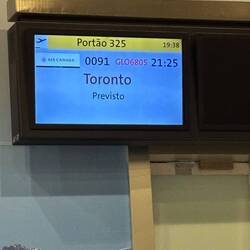 Portão 325 19:38
AIR CANADA 0091 GLO6805 21:25
Toronto
Previsto